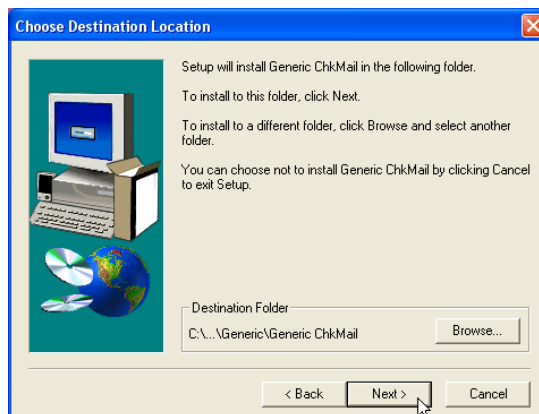 Choose Destination Location
Setup will install Generic ChkMail in the following folder.
To install to this folder, click Next.
To install to a different folder, click Browse and select another
folder.
You can choose not to install Generic ChkMail by clicking Cancel
to exit Setup.
Destination Folder
C:\...\Generic\Generic ChkMail
Browse...
< Back
Next >
Cancel